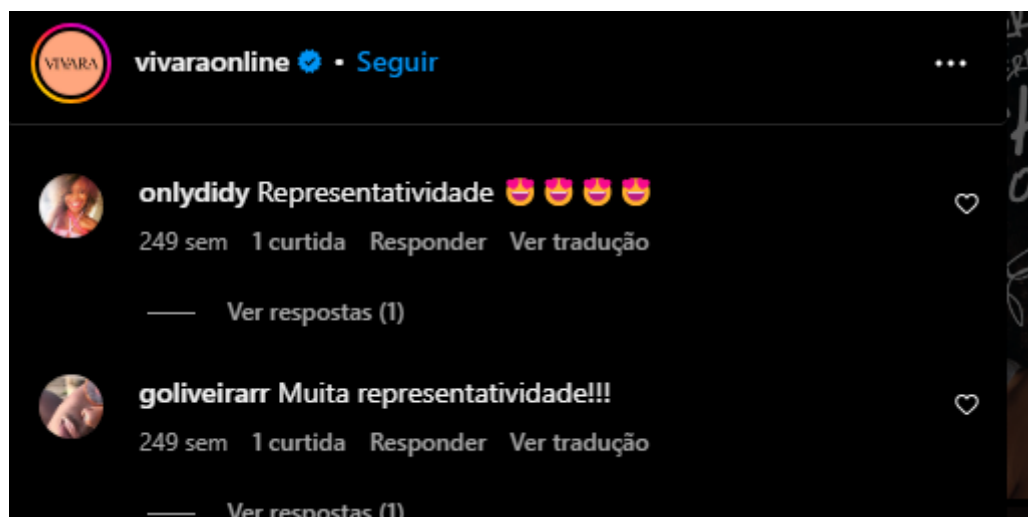 VIVARA
vivaraonline • Seguir
onlydidy Representatividade 😍😍😍😍
249 sem 1 curtida Responder Ver tradução
Ver respostas (1)
goliveirarr Muita representatividade!!!
249 sem 1 curtida Responder Ver tradução
Ver respostas (1)